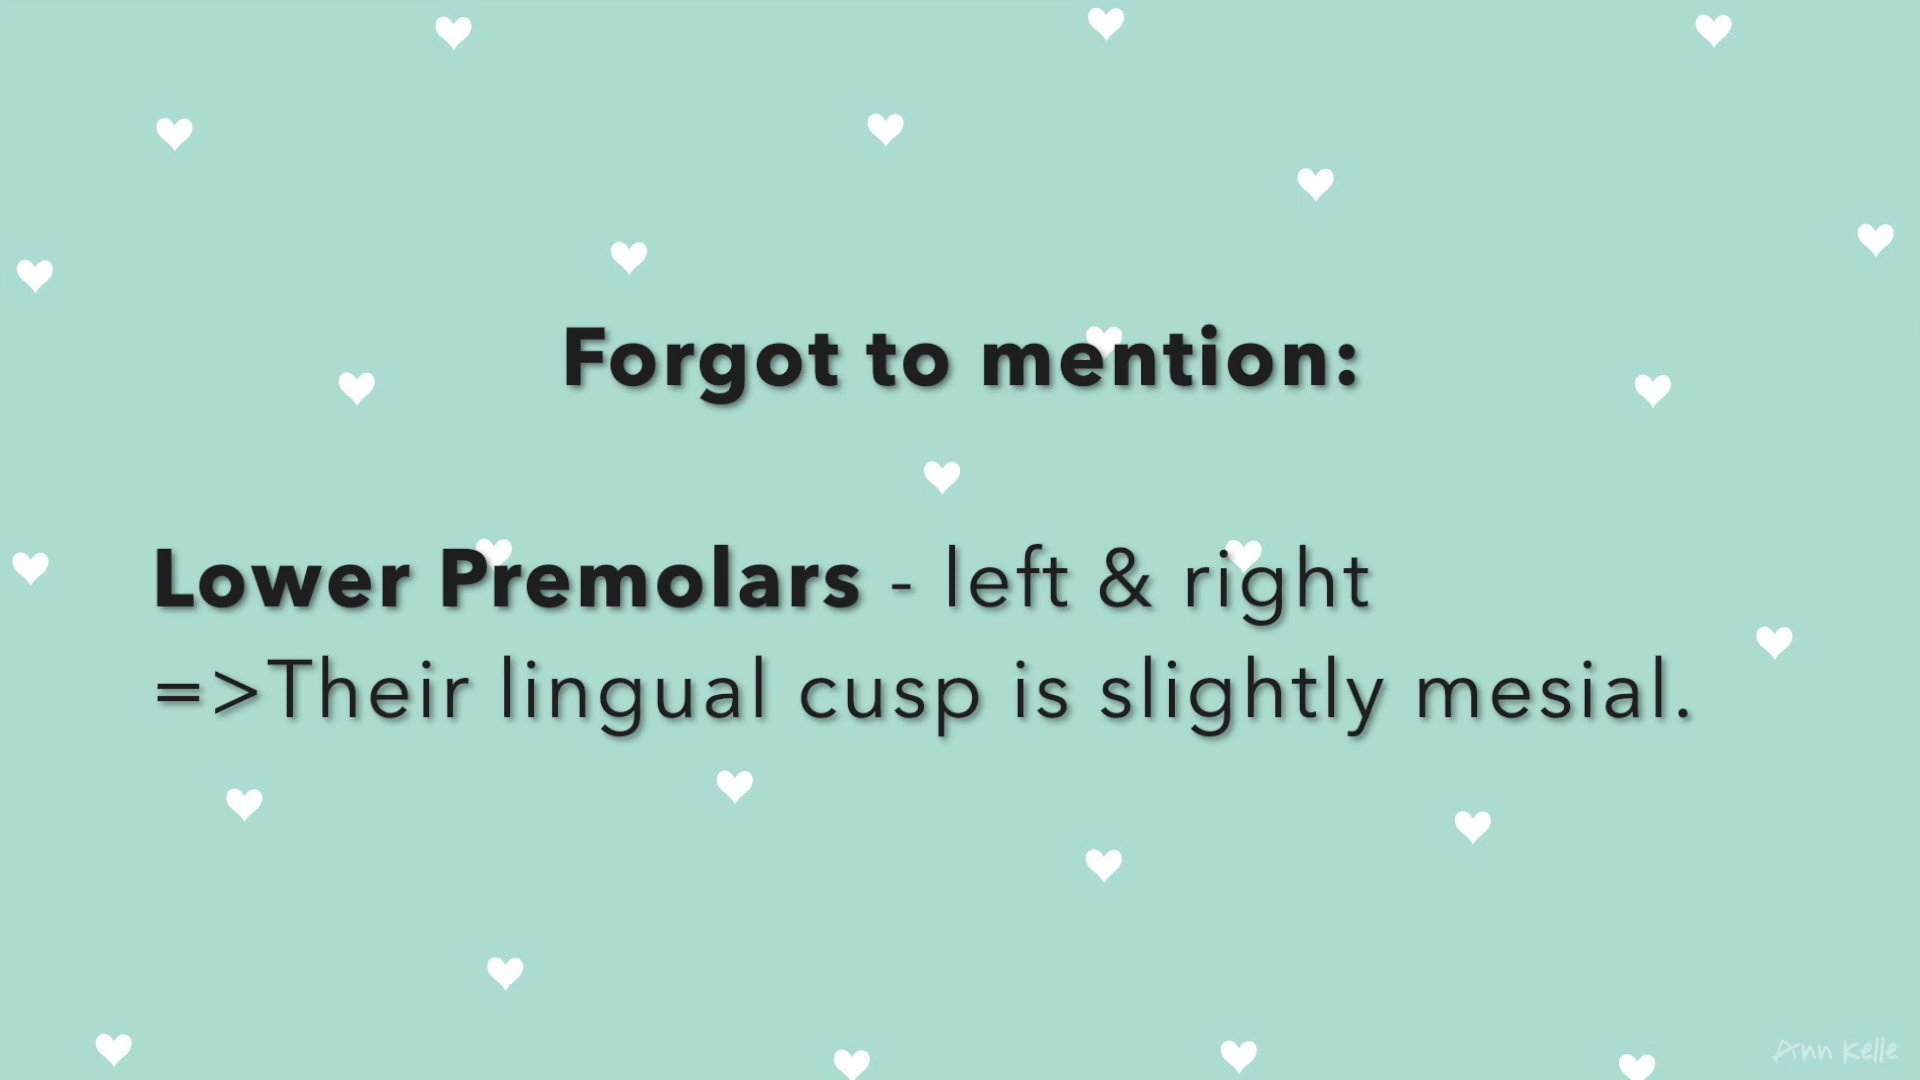 Forgot to mention:
Lower Premolars - left & right
=>Their lingual cusp is slightly mesial.
Ann Kelle